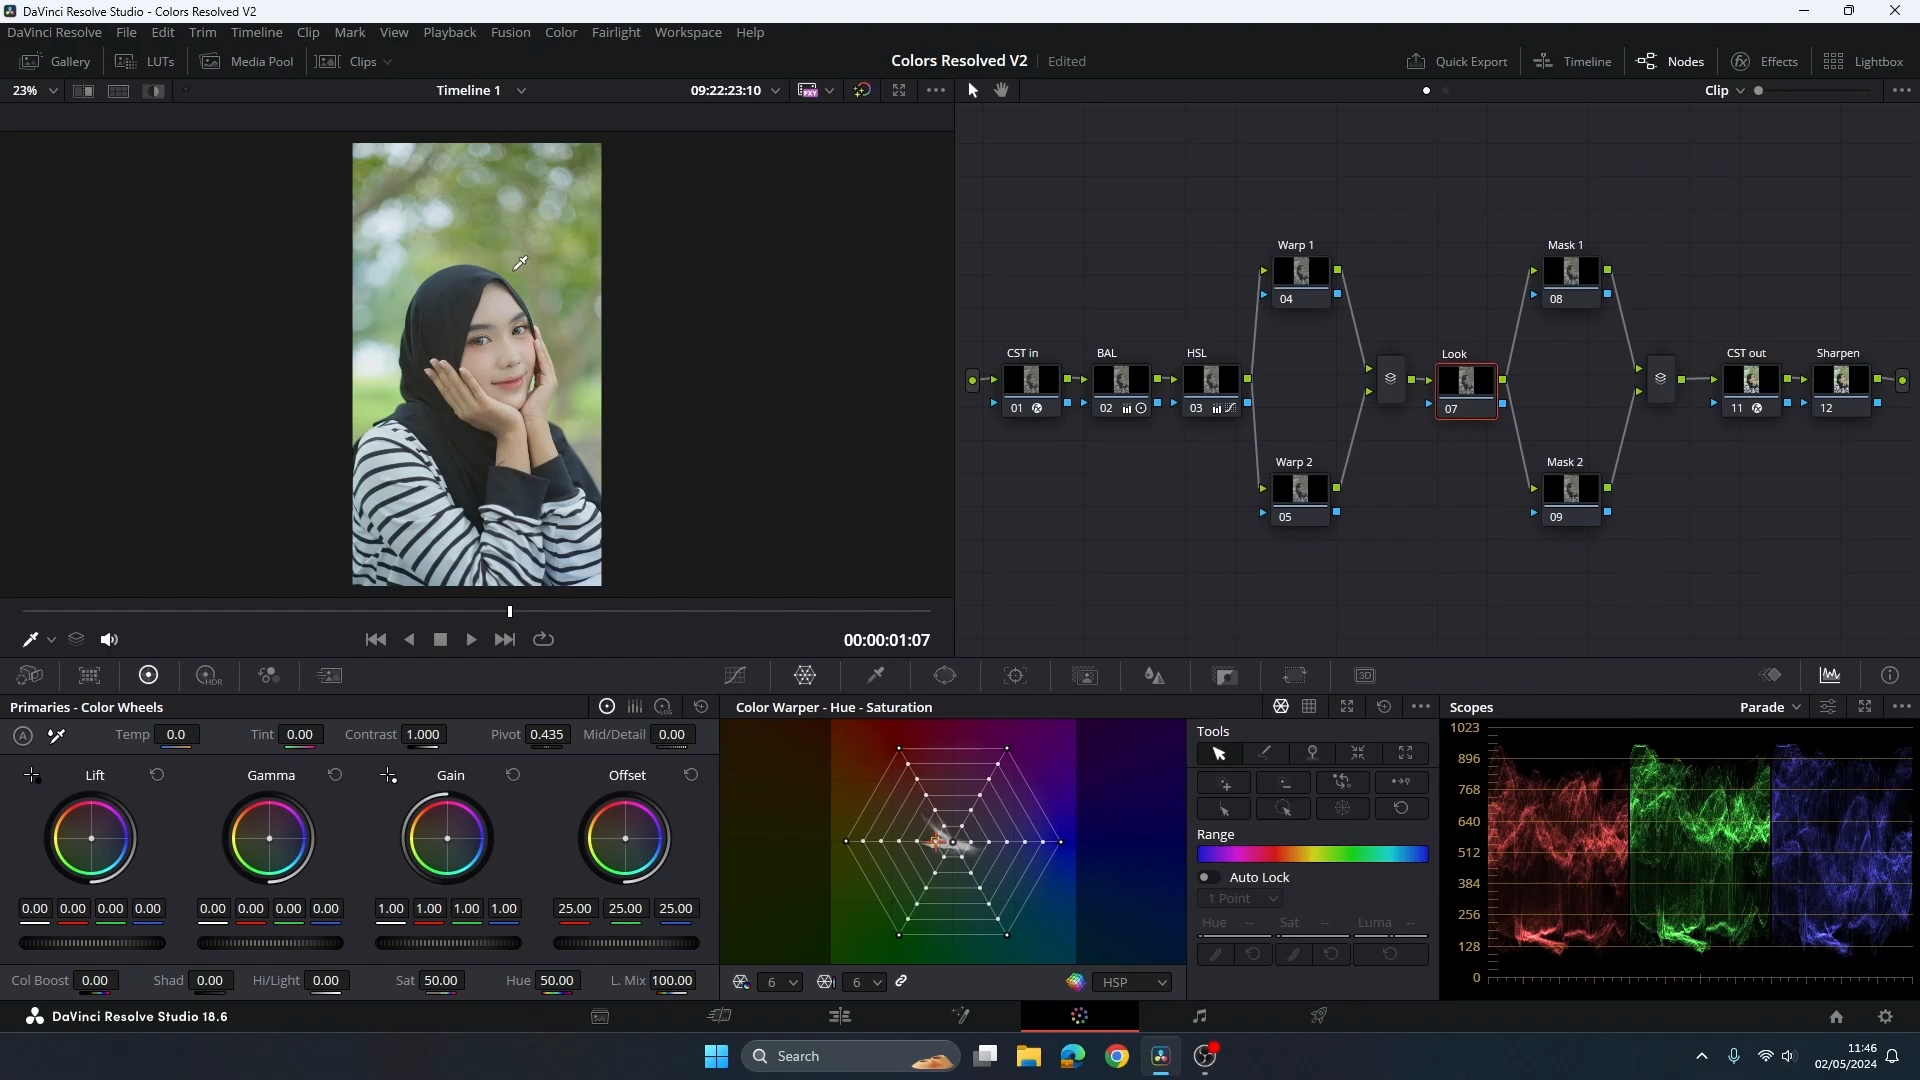 DaVinci Resolve Studio - Colors Resolved V2
DaVinci Resolve File Edit Trim Timeline Clip Mark View Playback Fusion Color Fairlight Workspace Help
Gallery LUTs Media Pool Clips Colors Resolved V2 Edited Quick Export Timeline Nodes Effects Lightbox
23% Timeline 1 09:22:23:10 PXY Clip
Warp 1 Mask 1
04 08
CST in BAL HSL Look CST out Sharpen
01 02 03 07 11 12
Warp 2 Mask 2
05 09
00:00:01:07
HDR 3D
Primaries - Color Wheels LOG Color Warper - Hue - Saturation Scopes Parade
A Temp 0.0 Tint 0.00 Contrast 1.000 Pivot 0.435 Mid/Detail 0.00
Lift Gamma Gain Offset
0.00 0.00 0.00 0.00 0.00 0.00 0.00 0.00 1.00 1.00 1.00 1.00 25.00 25.00 25.00
Col Boost 0.00 Shad 0.00 Hi/Light 0.00 Sat 50.00 Hue 50.00 L. Mix 100.00
6 6 HSP
Tools
Range
Auto Lock
1 Point
Hue -- Sat -- Luma --
1023
896
768
640
512
384
256
128
0
DaVinci Resolve Studio 18.6
Search
11:46
02/05/2024